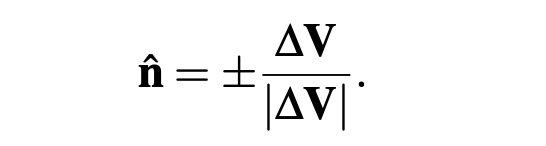 n̂ = ± ΔV / |ΔV|.